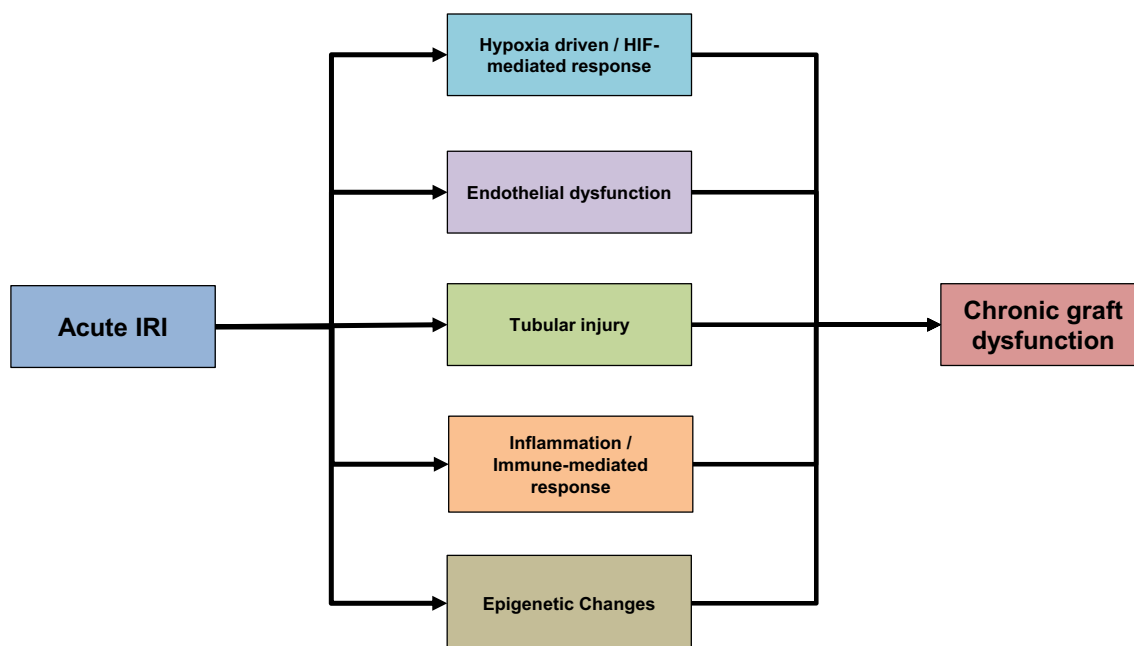 Hypoxia driven / HIF-
mediated response
Endothelial dysfunction
Acute IRI
Tubular injury
Chronic graft
dysfunction
Inflammation /
Immune-mediated
response
Epigenetic Changes